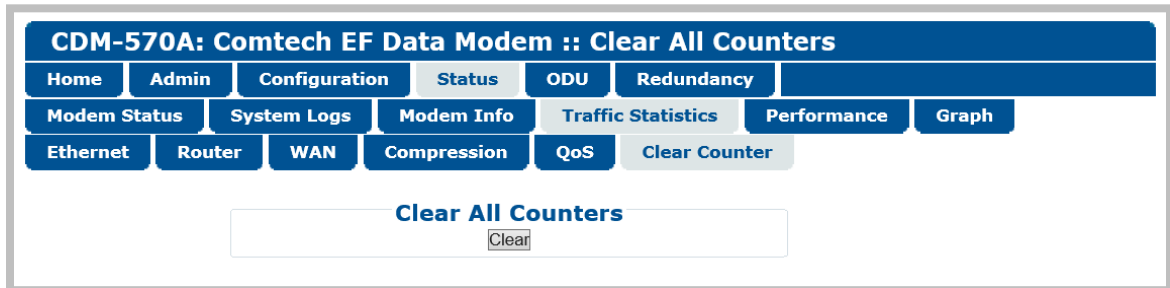 CDM-570A: Comtech EF Data Modem :: Clear All Counters
Home Admin Configuration Status ODU Redundancy
Modem Status System Logs Modem Info Traffic Statistics Performance Graph
Ethernet Router WAN Compression QoS Clear Counter
Clear All Counters
Clear